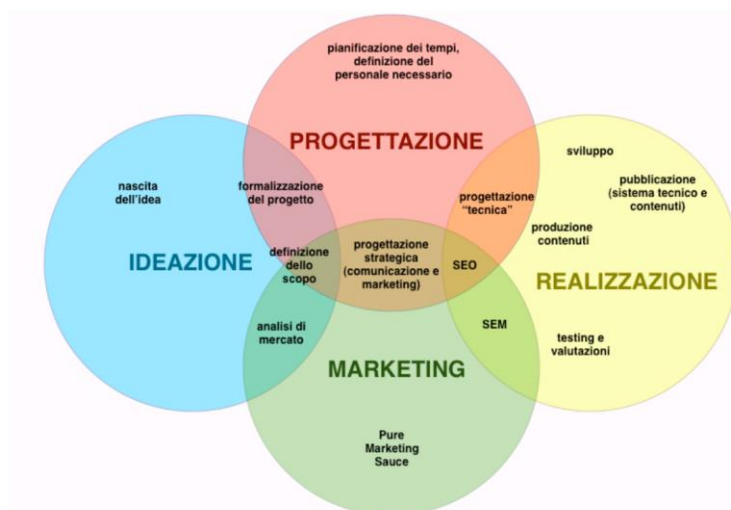 pianificazione dei tempi,
definizione del
personale necessario
PROGETTAZIONE
sviluppo
nascita
dell'idea
formalizzazione
del progetto
progettazione
“tecnica”
pubblicazione
(sistema tecnico e
contenuti)
produzione
contenuti
IDEAZIONE
definizione
dello
scopo
progettazione
strategica
(comunicazione e
marketing)
SEO
REALIZZAZIONE
analisi di
mercato
SEM
testing e
valutazioni
MARKETING
Pure
Marketing
Sauce